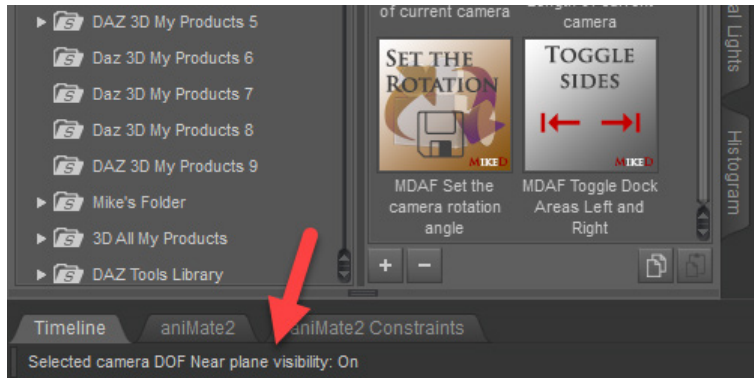 DAZ 3D My Products 5
Daz 3D My Products 6
Daz 3D My Products 7
Daz 3D My Products 8
DAZ 3D My Products 9
Mike's Folder
3D All My Products
DAZ Tools Library
of current camera
Length of current
camera
SET THE
ROTATION
MIKED
MDAF Set the
camera rotation
angle
TOGGLE
SIDES
MIKED
MDAF Toggle Dock
Areas Left and
Right
al Lights
Histogram
Timeline
aniMate2
aniMate2 Constraints
Selected camera DOF Near plane visibility: On